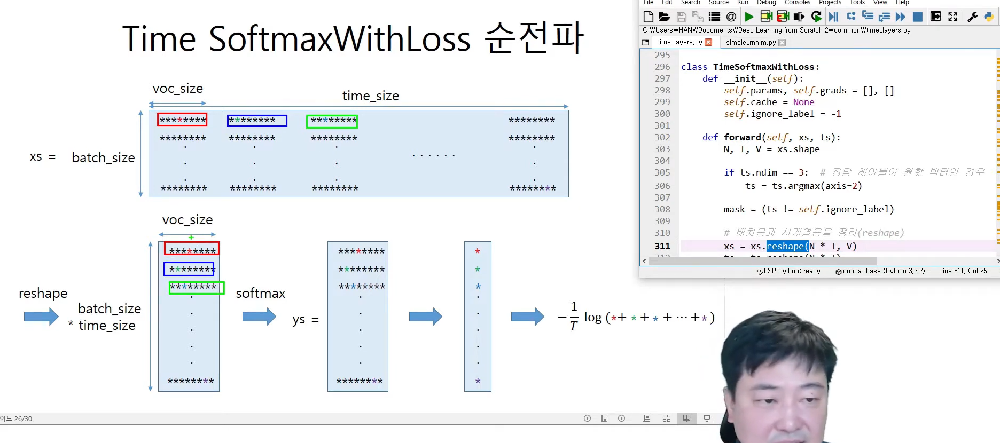 Time SoftmaxWithLoss 순전파
voc_size
time_size
******** ******** ******** ********
******** ******** ******** ********
xs = batch_size
. . . . . .
******** ******** ******** ********
voc_size
+
********
********
********
reshape
batch_size
* time_size
********
softmax
ys =
********
********
********
********
*
*
*
*
−1/T log (*+ * + * + ⋯ + *)
이드 26/30
File Edit Search Source Run Debug Consoles Projects Tools View Help
C:₩Users₩HAN₩Documents₩Deep Learning from Scratch 2₩common₩time_layers.py
time_layers.py simple_rnnlm.py
295
296 class TimeSoftmaxWithLoss:
297 def __init__(self):
298 self.params, self.grads = [], []
299 self.cache = None
300 self.ignore_label = -1
301
302 def forward(self, xs, ts):
303 N, T, V = xs.shape
304
305 if ts.ndim == 3: # 정답 레이블이 원핫 벡터인 경우
306 ts = ts.argmax(axis=2)
307
308 mask = (ts != self.ignore_label)
309
310 # 배치용과 시계열용을 정리(reshape)
311 xs = xs.reshape(N * T, V)
LSP Python: ready conda: base (Python 3.7.7) Line 311, Col 25